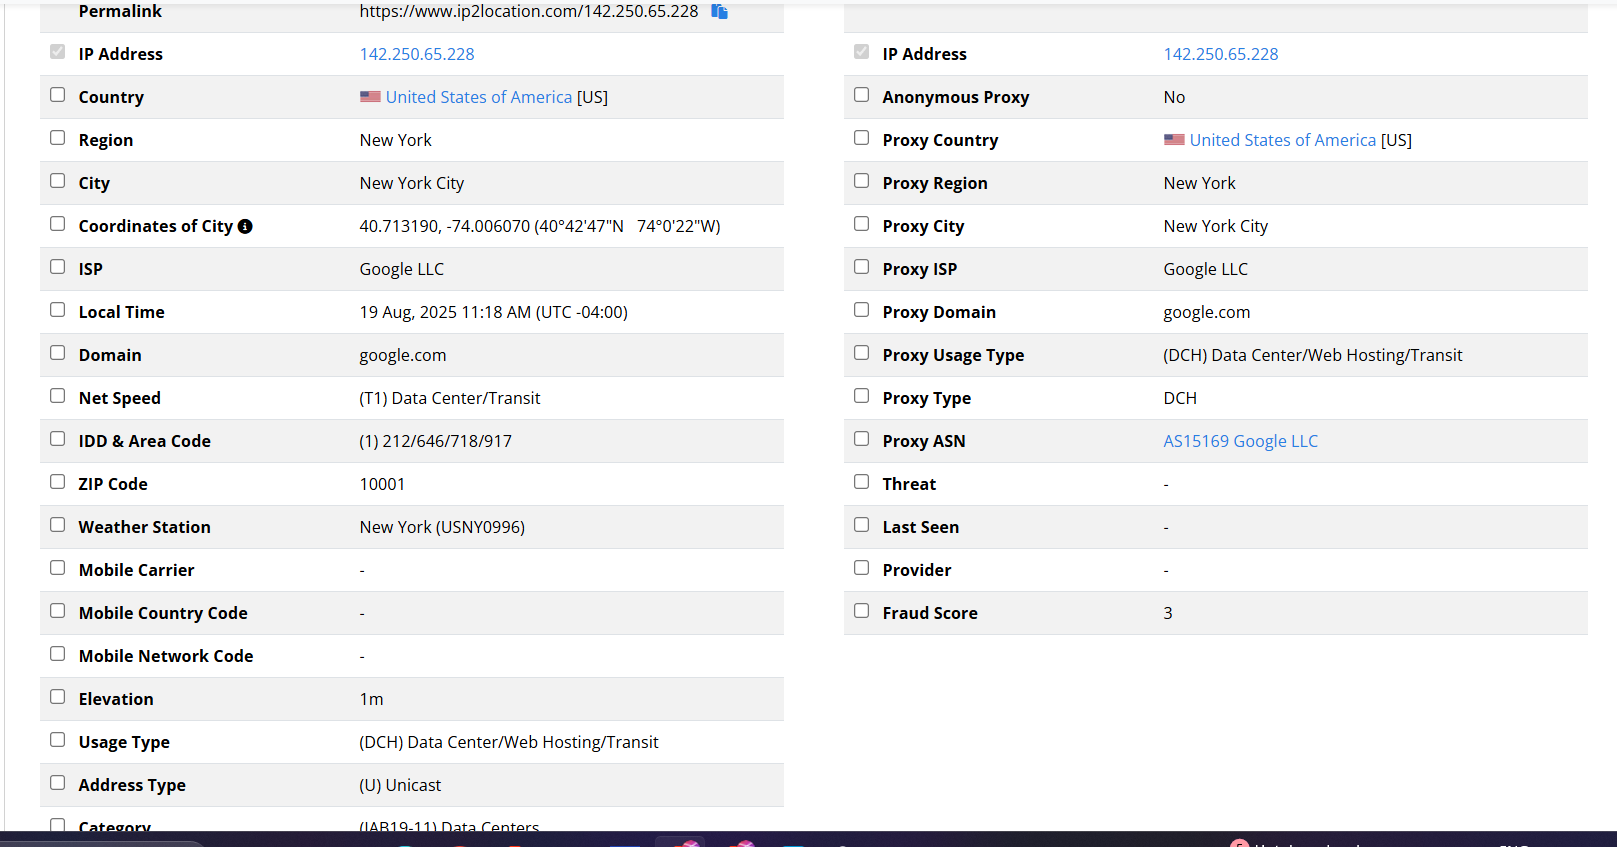 Permalink https://www.ip2location.com/142.250.65.228
IP Address 142.250.65.228
Country United States of America [US]
Region New York
City New York City
Coordinates of City 40.713190, -74.006070 (40°42'47"N 74°0'22"W)
ISP Google LLC
Local Time 19 Aug, 2025 11:18 AM (UTC -04:00)
Domain google.com
Net Speed (T1) Data Center/Transit
IDD & Area Code (1) 212/646/718/917
ZIP Code 10001
Weather Station New York (USNY0996)
Mobile Carrier -
Mobile Country Code -
Mobile Network Code -
Elevation 1m
Usage Type (DCH) Data Center/Web Hosting/Transit
Address Type (U) Unicast
Category (IAB19-11) Data Centers
IP Address 142.250.65.228
Anonymous Proxy No
Proxy Country United States of America [US]
Proxy Region New York
Proxy City New York City
Proxy ISP Google LLC
Proxy Domain google.com
Proxy Usage Type (DCH) Data Center/Web Hosting/Transit
Proxy Type DCH
Proxy ASN AS15169 Google LLC
Threat -
Last Seen -
Provider -
Fraud Score 3